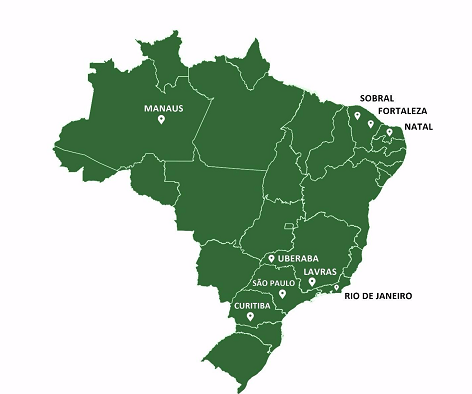 SOBRAL
FORTALEZA
MANAUS
NATAL
UBERABA
LAVRAS
SÃO PAULO
RIO DE JANEIRO
CURITIBA